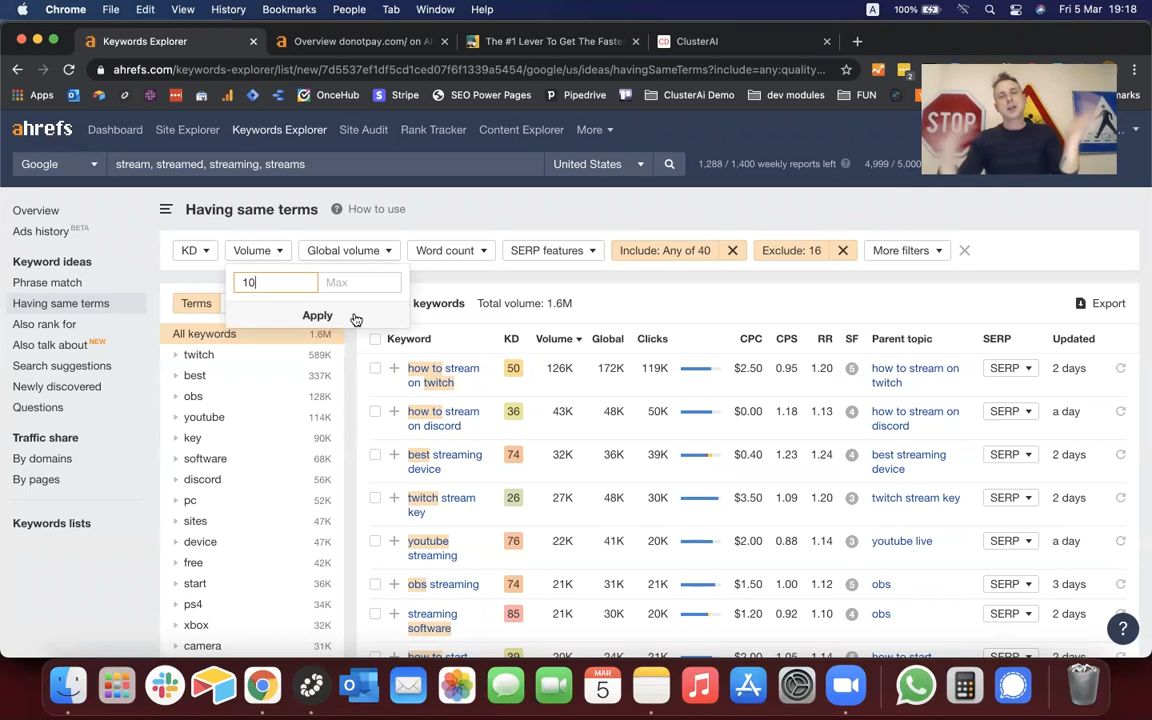 Chrome File Edit View History Bookmarks People Tab Window Help A 100% Fri 5 Mar 19:18
Keywords Explorer Overview donotpay.com/ on A The #1 Lever To Get The Faste ClusterAI
ahrefs.com/keywords-explorer/list/new/7d5537ef1df5cd1ced07f6f1339a5454/google/us/ideas/havingSameTerms?include=any:quality...
Apps OneHub Stripe SEO Power Pages Pipedrive ClusterAi Demo dev modules FUN marks
ahrefs Dashboard Site Explorer Keywords Explorer Site Audit Rank Tracker Content Explorer More
STOP
Google stream, streamed, streaming, streams United States 1,288 / 1,400 weekly reports left 4,999 / 5,000
Overview
Ads history BETA
Keyword ideas
Phrase match
Having same terms
Also rank for
Also talk about NEW
Search suggestions
Newly discovered
Questions
Traffic share
By domains
By pages
Keywords lists
Having same terms ? How to use
KD Volume Global volume Word count SERP features Include: Any of 40 Exclude: 16 More filters
10 Max
Apply
Terms
keywords Total volume: 1.6M Export
All keywords 1.6M
twitch 589K
best 337K
obs 128K
youtube 114K
key 90K
software 68K
discord 56K
pc 52K
sites 47K
device 47K
free 42K
start 36K
ps4 34K
xbox 32K
camera 18K
Keyword KD Volume Global Clicks CPC CPS RR SF Parent topic SERP Updated
how to stream on twitch 50 126K 172K 119K $2.50 0.95 1.20 5 how to stream on twitch SERP 2 days
how to stream on discord 36 43K 48K 50K $0.00 1.18 1.13 4 how to stream on discord SERP a day
best streaming device 74 32K 36K 39K $0.40 1.23 1.24 4 best streaming device SERP 2 days
twitch stream key 26 27K 48K 30K $3.50 1.09 1.20 3 twitch stream key SERP 2 days
youtube streaming 76 22K 41K 20K $2.00 0.88 1.14 3 youtube live SERP a day
obs streaming 74 21K 31K 21K $1.50 1.00 1.12 5 obs SERP 3 days
streaming software 85 21K 30K 20K $1.20 0.92 1.10 4 obs SERP 2 days
how to start 39 20K 24K 21K
how to start SERP 2 days
?
MAR
5